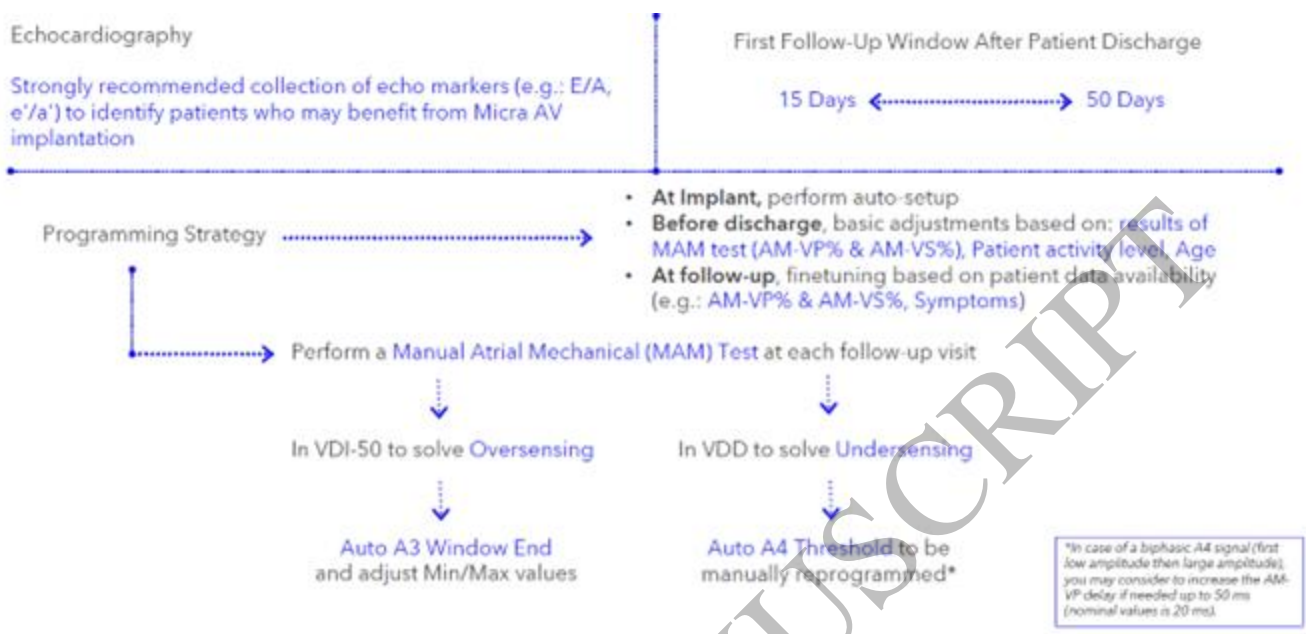 Echocardiography
Strongly recommended collection of echo markers (e.g.: E/A,
e'/a') to identify patients who may benefit from Micra AV
implantation
First Follow-Up Window After Patient Discharge
15 Days
50 Days
Programming Strategy
• At Implant, perform auto-setup
• Before discharge, basic adjustments based on: results of
MAM test (AM-VP% & AM-VS%), Patient activity level, Age
• At follow-up, finetuning based on patient data availability
(e.g.: AM-VP% & AM-VS%, Symptoms)
Perform a Manual Atrial Mechanical (MAM) Test at each follow-up visit
In VDI-50 to solve Oversensing
In VDD to solve Undersensing
Auto A3 Window End
and adjust Min/Max values
Auto A4 Threshold to be
manually reprogrammed*
*In case of a biphasic A4 signal (first
low amplitude then large amplitude),
you may consider to increase the AM-
VP delay if needed up to 50 ms
(nominal values is 20 ms).
USCRIPT